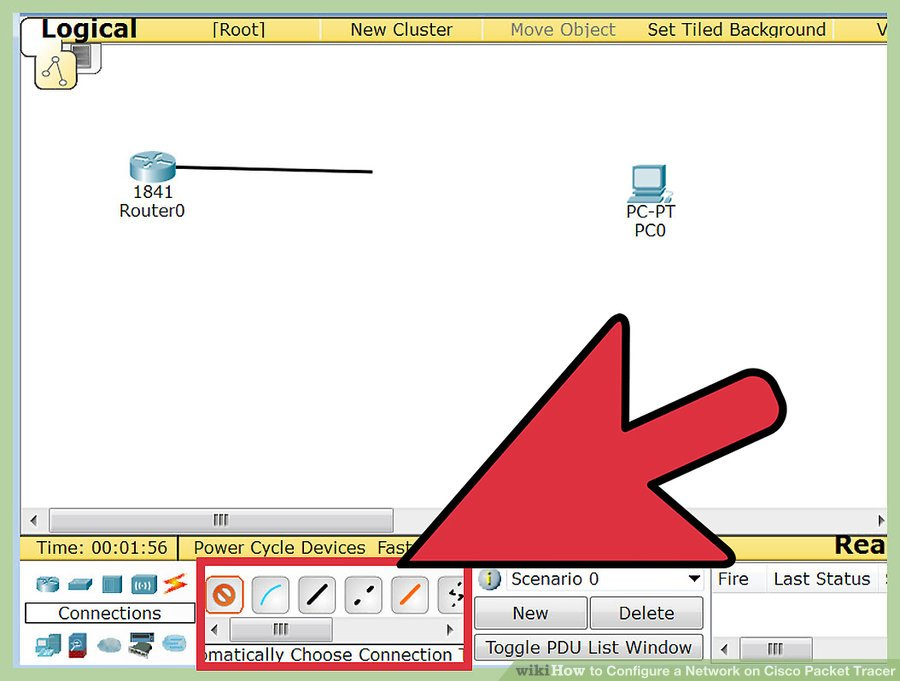 Logical [Root] New Cluster Move Object Set Tiled Background V
1841
Router0
PC-PT
PC0
Time: 00:01:56 Power Cycle Devices Fast Rea
Scenario 0 Fire Last Status
Connections
New Delete
omatically Choose Connection T
Toggle PDU List Window
wikiHow to Configure a Network on Cisco Packet Tracer